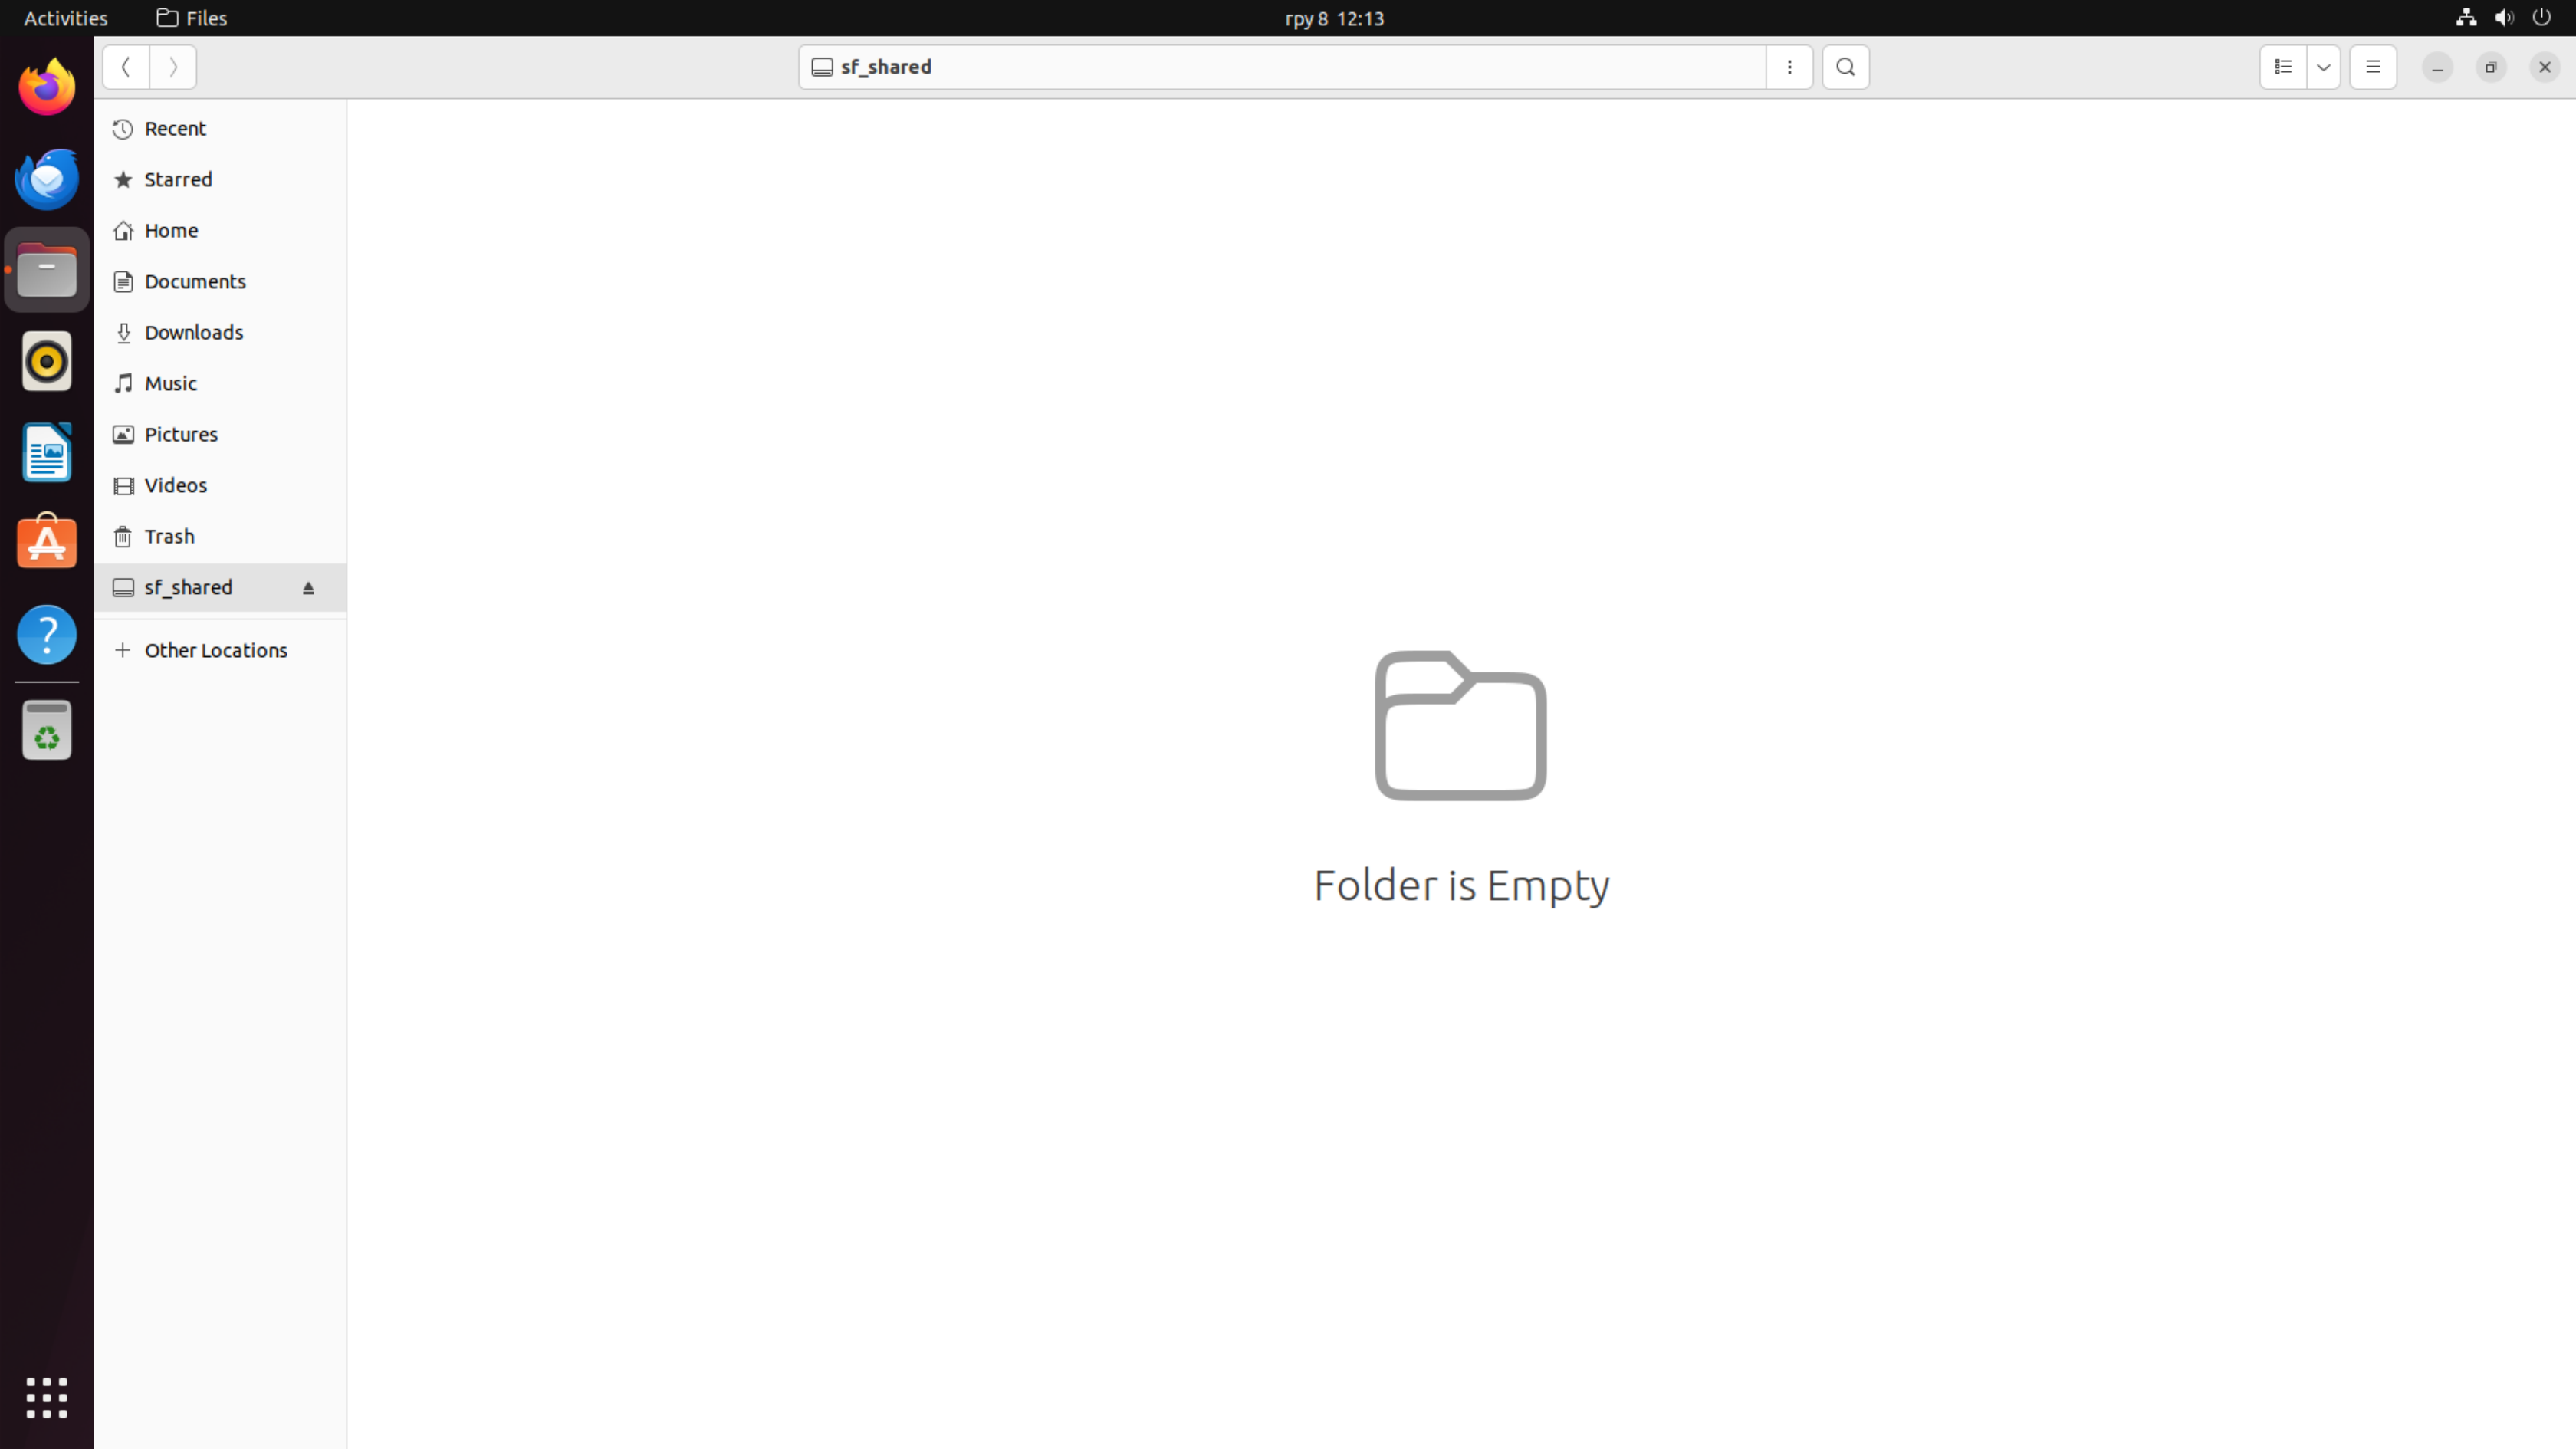 Activities
Files
гру 8 12:13
sf_shared
Recent
Starred
Home
Documents
Downloads
Music
Pictures
Videos
Trash
sf_shared
Other Locations
Folder is Empty